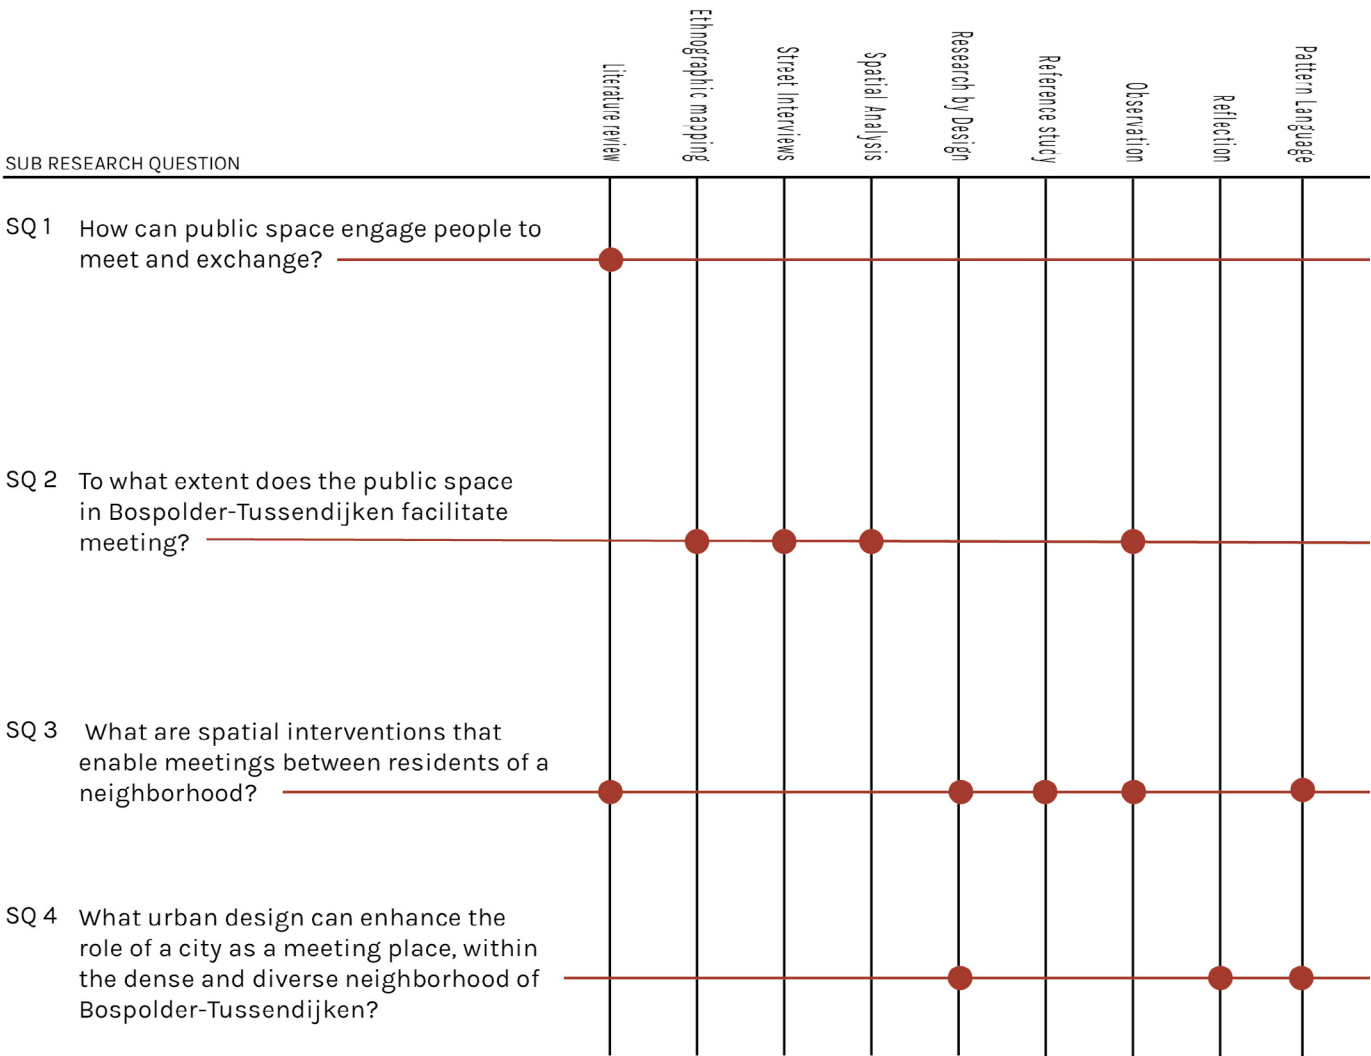 Literature review
Ethnographic mapping
Street Interviews
Spatial Analysis
Research by Design
Reference study
Observation
Reflection
Pattern Language
SUB RESEARCH QUESTION
SQ 1 How can public space engage people to
meet and exchange?
SQ 2 To what extent does the public space
in Bospolder-Tussendijken facilitate
meeting?
SQ 3 What are spatial interventions that
enable meetings between residents of a
neighborhood?
SQ 4 What urban design can enhance the
role of a city as a meeting place, within
the dense and diverse neighborhood of
Bospolder-Tussendijken?